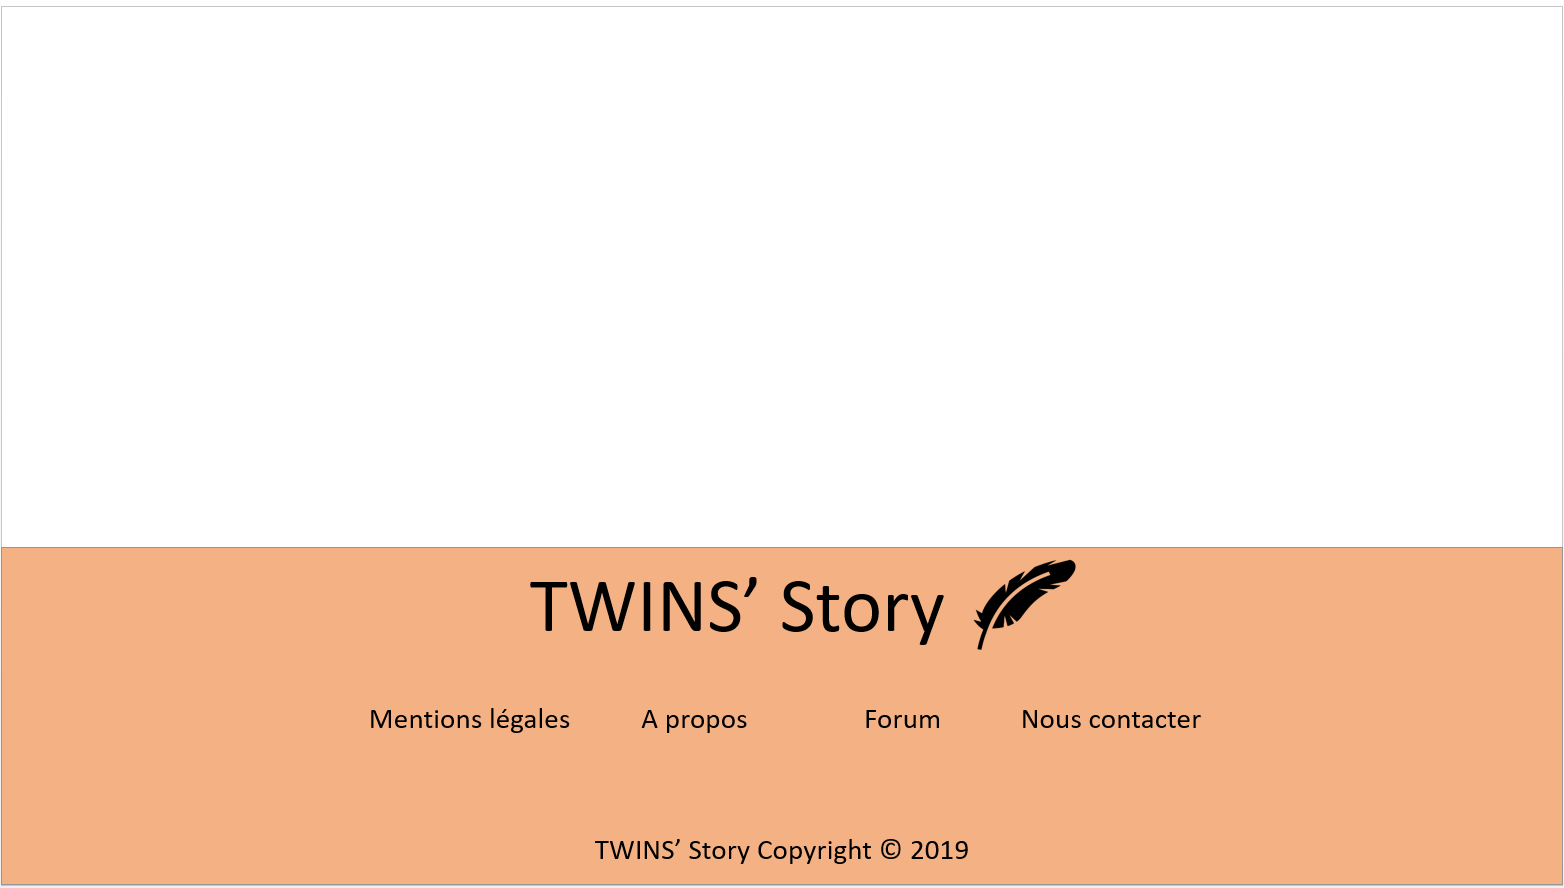 TWINS’ Story
Mentions légales A propos Forum Nous contacter
TWINS’ Story Copyright © 2019